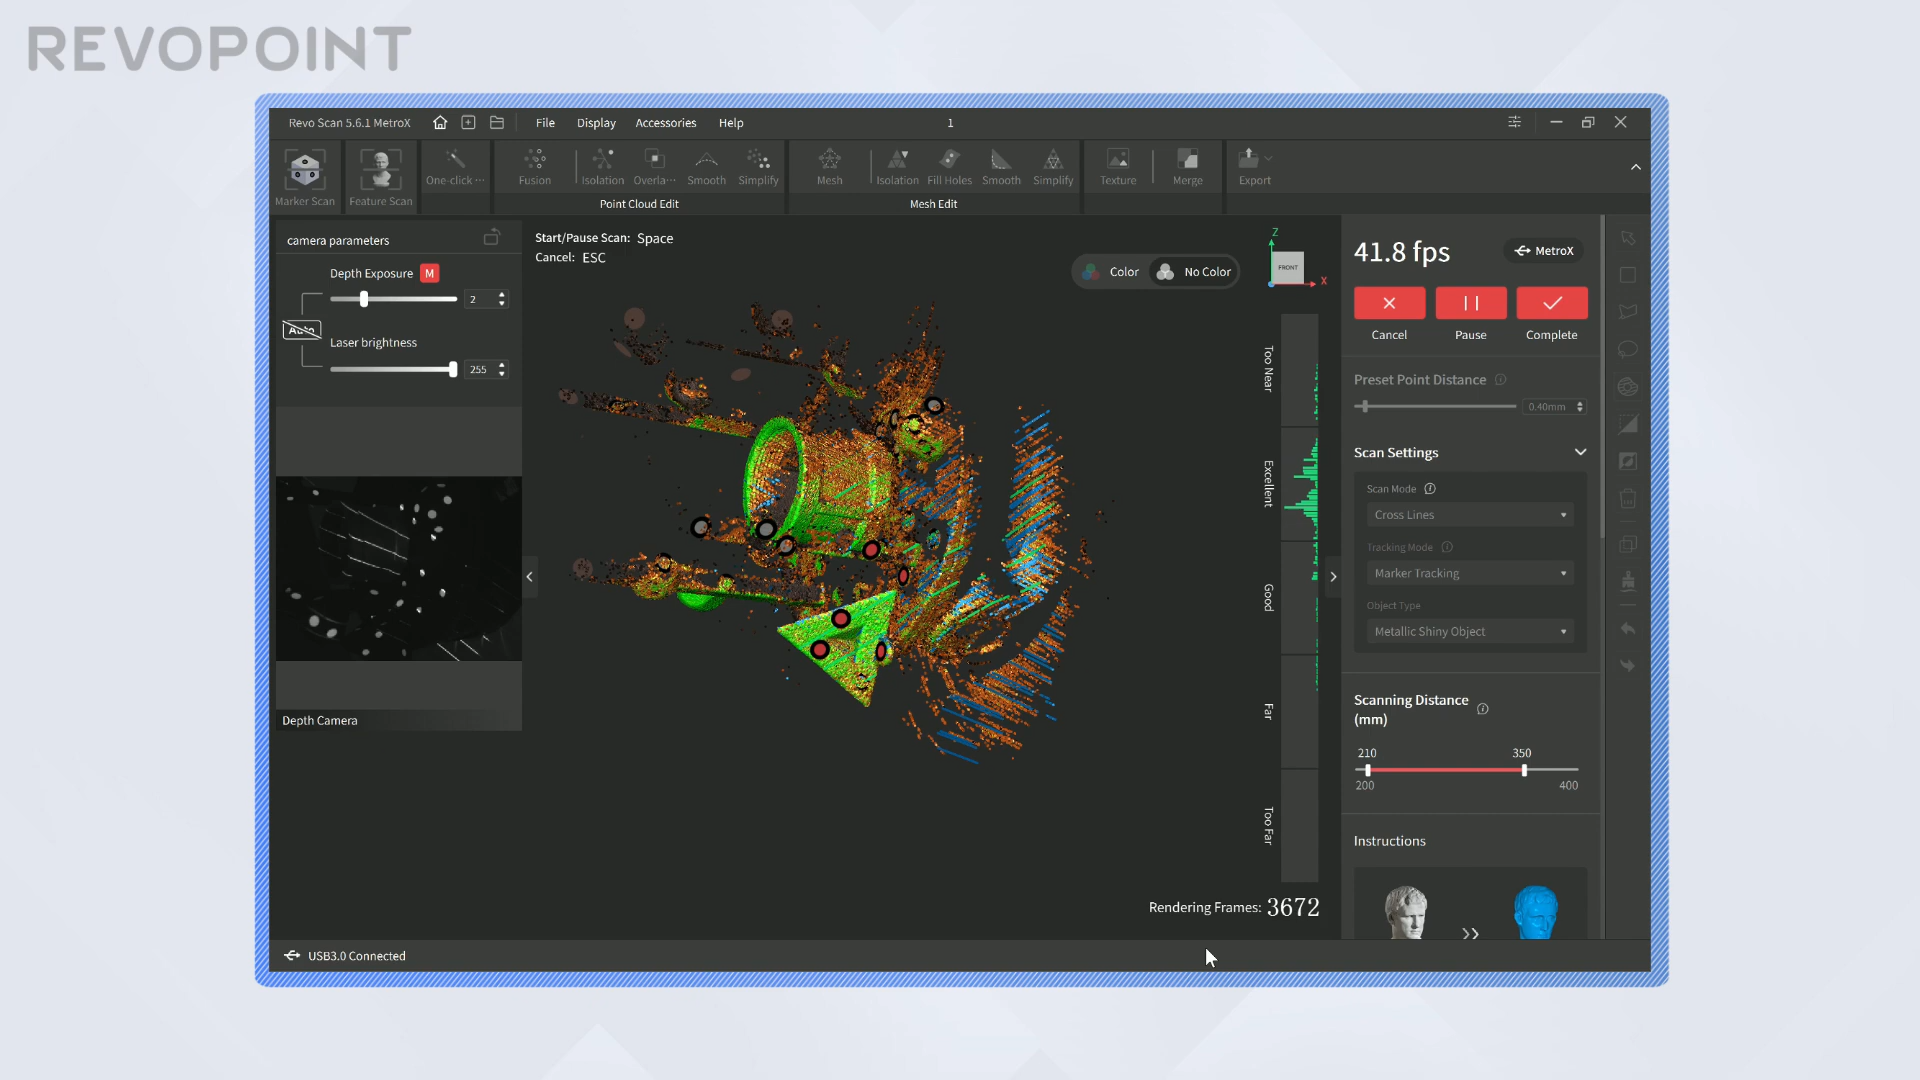 REVOPOINT
Revo Scan 5.6.1 MetroX
File
Display
Accessories
Help
1
Marker Scan
Feature Scan
One-click ···
Fusion
Isolation
Overla···
Smooth
Simplify
Point Cloud Edit
Mesh
Isolation
Fill Holes
Smooth
Simplify
Mesh Edit
Texture
Merge
Export
camera parameters
Depth Exposure M
2
Auto
Laser brightness
255
Depth Camera
Start/Pause Scan: Space
Cancel: ESC
Color
No Color
Z
FRONT
X
Too Near
Excellent
Good
Far
Too Far
Rendering Frames: 3672
41.8 fps
MetroX
Cancel
Pause
Complete
Preset Point Distance
0.40mm
Scan Settings
Scan Mode
Cross Lines
Tracking Mode
Marker Tracking
Object Type
Metallic Shiny Object
Scanning Distance
(mm)
210
350
200
400
Instructions
USB3.0 Connected